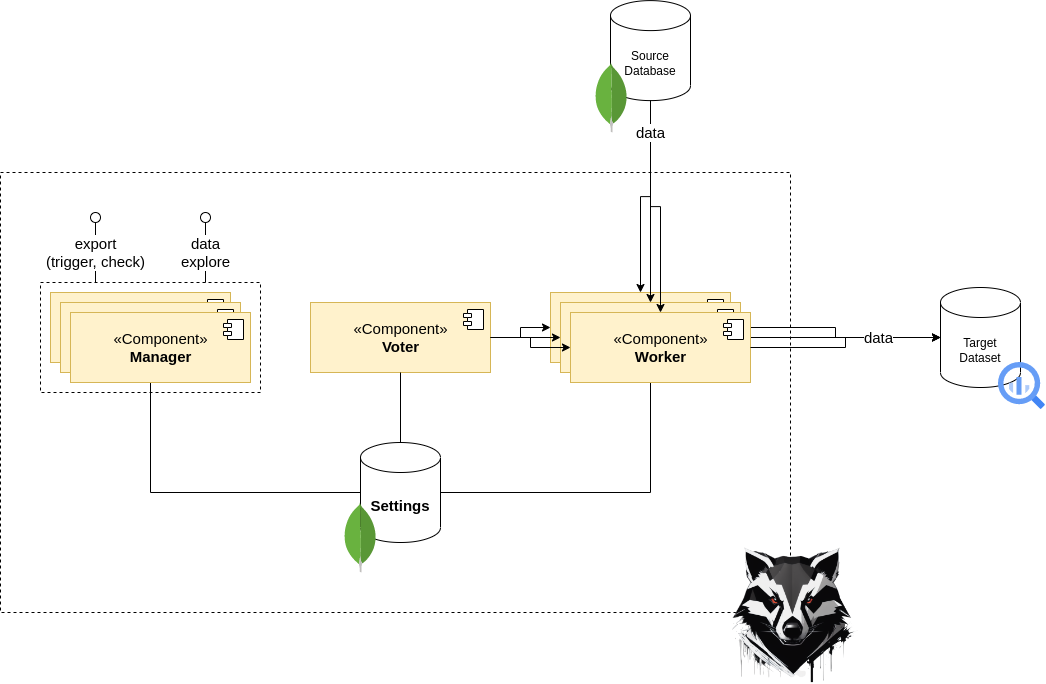 Source
Database
data
export
(trigger, check)
data
explore
«Component»
Manager
«Component»
Voter
«Component»
Worker
data
Target
Dataset
Settings